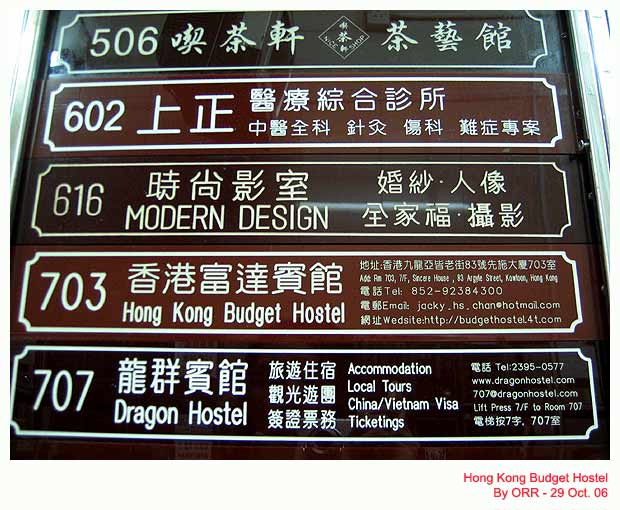 506 喫茶軒 喫茶軒 NICE SHOP 茶藝館
602 上正 醫療綜合診所
中醫全科 針灸 傷科 難症專案
616 時尚影室 婚紗·人像
MODERN DESIGN 全家福·攝影
703 香港富達賓館
Hong Kong Budget Hostel
地址:香港九龍亞皆老街83號先施大廈703室
Add: Rm 703, 7/F, Sincere House , 83 Argyle Street, Kowloon, Hong Kong
電話Tel: 852-92384300
電郵Email: jacky_hs_chan@hotmail.com
網址Wedsite:http://budgethostel.4t.com
707 龍群賓館
Dragon Hostel
旅遊住宿 Accommodation
觀光遊團 Local Tours
China/Vietnam Visa
簽證票務 Ticketings
電話 Tel:2395-0577
www.dragonhostel.com
707@dragonhostel.com
Lift Press 7/F to Room 707
電梯按7字, 707室
Hong Kong Budget Hostel
By ORR - 29 Oct. 06